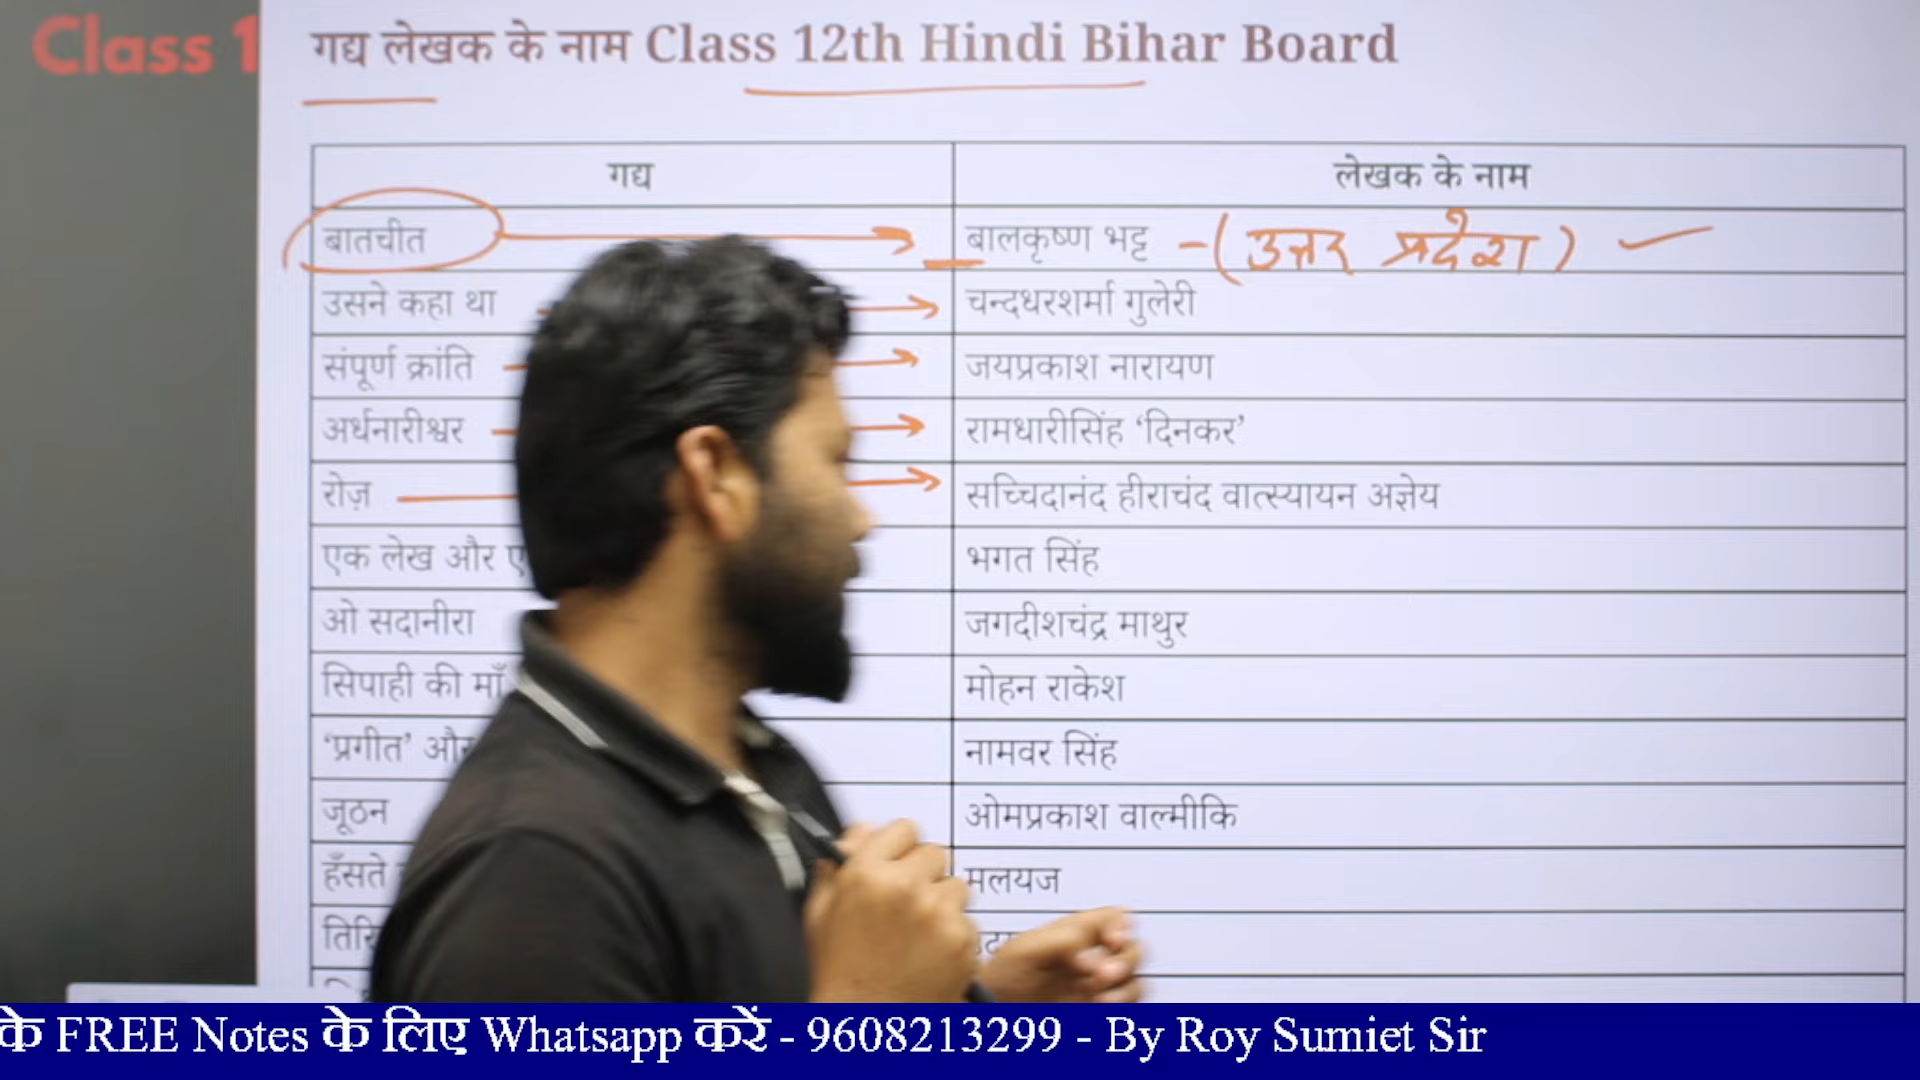 Class 1
गद्य लेखक के नाम Class 12th Hindi Bihar Board
गद्य लेखक के नाम
बातचीत बालकृष्ण भट्ट -(उत्तर प्रदेश)
उसने कहा था चन्दधरशर्मा गुलेरी
संपूर्ण क्रांति जयप्रकाश नारायण
अर्धनारीश्वर रामधारीसिंह ‘दिनकर’
रोज़ सच्चिदानंद हीराचंद वात्स्यायन अज्ञेय
एक लेख और भगत सिंह
ओ सदानीरा जगदीशचंद्र माथुर
सिपाही की माँ मोहन राकेश
‘प्रगीत’ और नामवर सिंह
जूठन ओमप्रकाश वाल्मीकि
हँसते मलयज
के FREE Notes के लिए Whatsapp करें - 9608213299 - By Roy Sumiet Sir